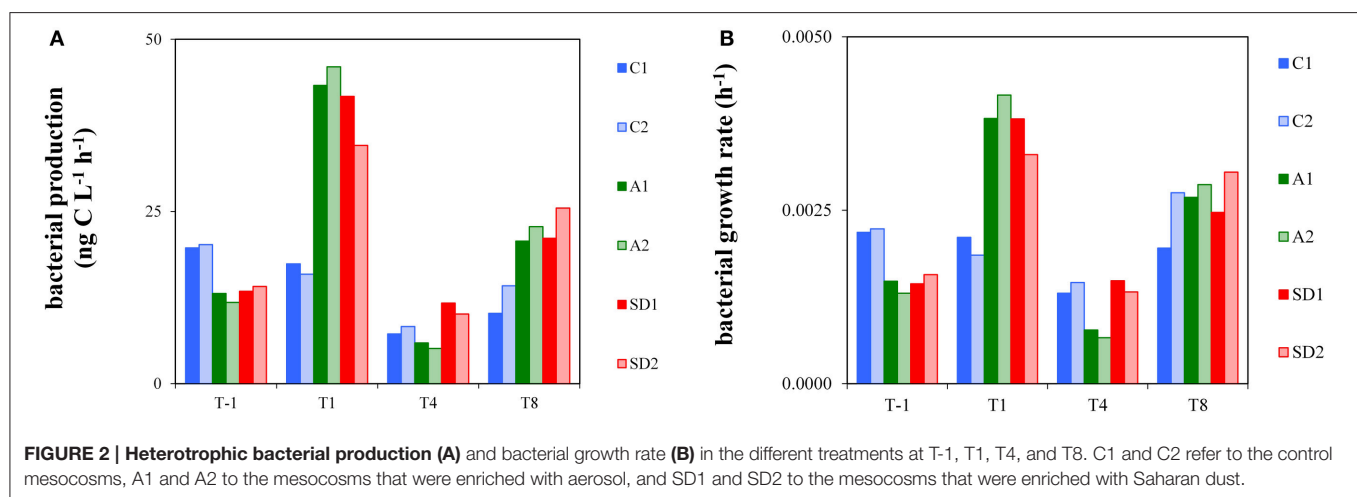 A
bacterial production
(ng C L⁻¹ h⁻¹)
50
25
0
T-1
T1
T4
T8
C1
C2
A1
A2
SD1
SD2
B
bacterial growth rate (h⁻¹)
0.0050
0.0025
0.0000
T-1
T1
T4
T8
C1
C2
A1
A2
SD1
SD2
FIGURE 2 | Heterotrophic bacterial production (A) and bacterial growth rate (B) in the different treatments at T-1, T1, T4, and T8. C1 and C2 refer to the control
mesocosms, A1 and A2 to the mesocosms that were enriched with aerosol, and SD1 and SD2 to the mesocosms that were enriched with Saharan dust.